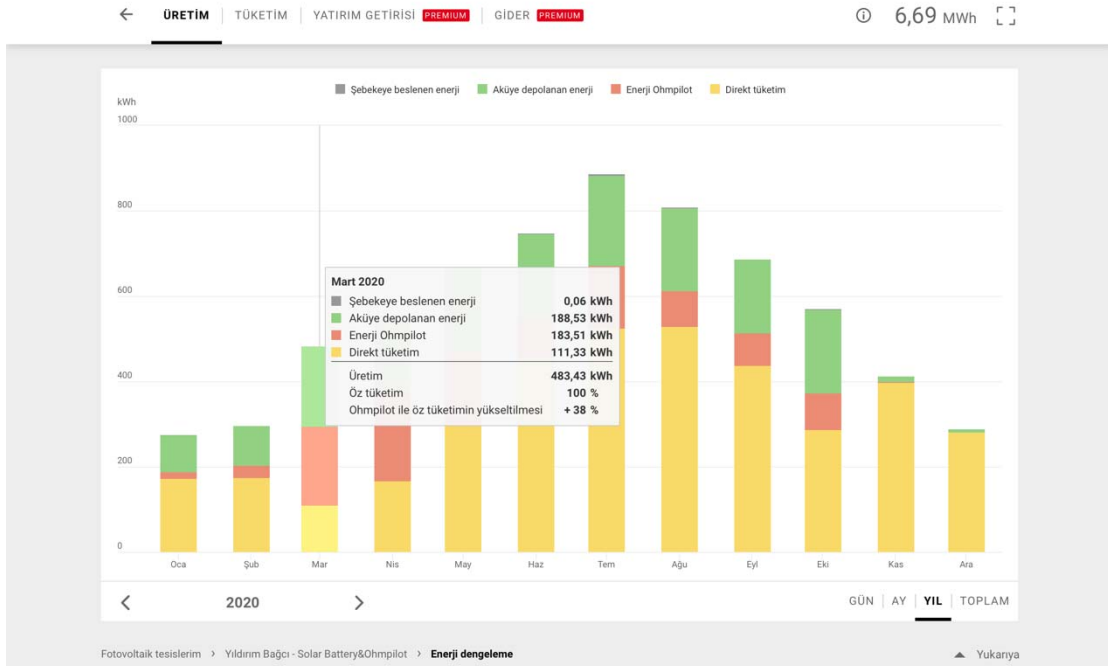 ÜRETİM TÜKETİM YATIRIM GETİRİSİ PREMIUM GİDER PREMIUM 6,69 MWh
Şebekeye beslenen enerji Aküye depolanan enerji Enerji Ohmpilot Direkt tüketim
kWh
1000
800
600
400
200
0
Mart 2020
Şebekeye beslenen enerji 0,06 kWh
Aküye depolanan enerji 188,53 kWh
Enerji Ohmpilot 183,51 kWh
Direkt tüketim 111,33 kWh
Üretim 483,43 kWh
Öz tüketim 100 %
Ohmpilot ile öz tüketimin yükseltilmesi + 38 %
Oca Şub Mar Nis May Haz Tem Ağu Eyl Eki Kas Ara
2020 GÜN AY YIL TOPLAM
Fotovoltaik tesislerim > Yıldırım Bağcı - Solar Battery&Ohmpilot > Enerji dengeleme Yukarıya